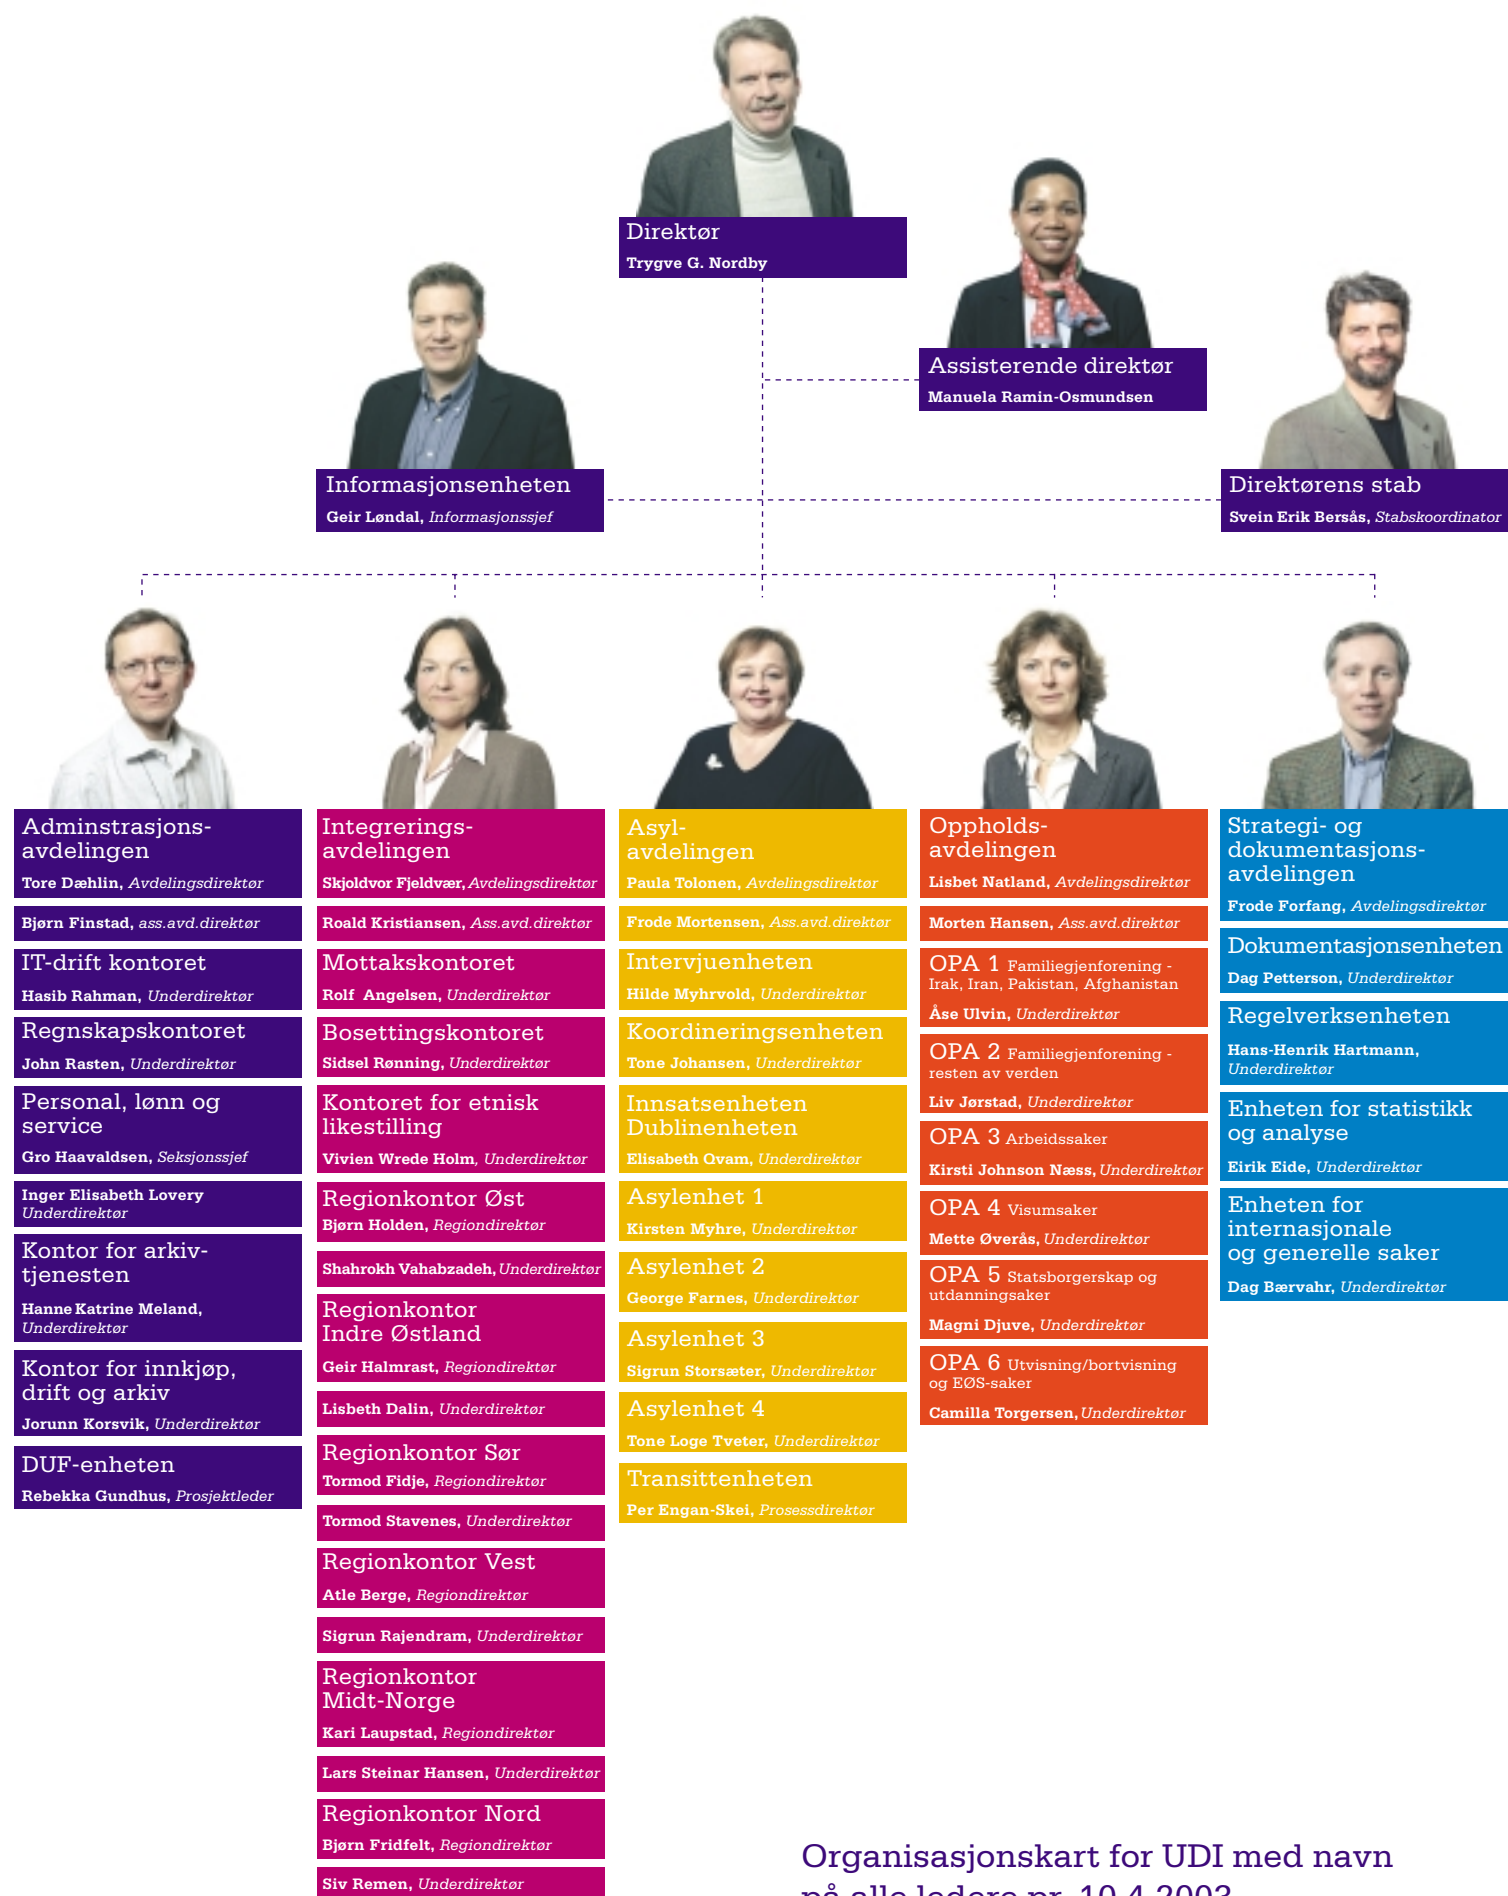 Direktør
Trygve G. Nordby
Assisterende direktør
Manuela Ramin-Osmundsen
Informasjonsenheten
Geir Løndal, Informasjonssjef
Direktørens stab
Svein Erik Bersås, Stabskoordinator
Adminstrasjons-
avdelingen
Tore Dæhlin, Avdelingsdirektør
Bjørn Finstad, ass.avd.direktør
IT-drift kontoret
Hasib Rahman, Underdirektør
Regnskapskontoret
John Rasten, Underdirektør
Personal, lønn og
service
Gro Haavaldsen, Seksjonssjef
Inger Elisabeth Lovery
Underdirektør
Kontor for arkiv-
tjenesten
Hanne Katrine Meland,
Underdirektør
Kontor for innkjøp,
drift og arkiv
Jorunn Korsvik, Underdirektør
DUF-enheten
Rebekka Gundhus, Prosjektleder
Integrerings-
avdelingen
Skjoldvor Fjeldvær, Avdelingsdirektør
Roald Kristiansen, Ass.avd.direktør
Mottakskontoret
Rolf Angelsen, Underdirektør
Bosettingskontoret
Sidsel Rønning, Underdirektør
Kontoret for etnisk
likestilling
Vivien Wrede Holm, Underdirektør
Regionkontor Øst
Bjørn Holden, Regiondirektør
Shahrokh Vahabzadeh, Underdirektør
Regionkontor
Indre Østland
Geir Halmrast, Regiondirektør
Lisbeth Dalin, Underdirektør
Regionkontor Sør
Tormod Fidje, Regiondirektør
Tormod Stavenes, Underdirektør
Regionkontor Vest
Atle Berge, Regiondirektør
Sigrun Rajendram, Underdirektør
Regionkontor
Midt-Norge
Kari Laupstad, Regiondirektør
Lars Steinar Hansen, Underdirektør
Regionkontor Nord
Bjørn Fridfelt, Regiondirektør
Siv Remen, Underdirektør
Asyl-
avdelingen
Paula Tolonen, Avdelingsdirektør
Frode Mortensen, Ass.avd.direktør
Intervjuenheten
Hilde Myhrvold, Underdirektør
Koordineringsenheten
Tone Johansen, Underdirektør
Innsatsenheten
Dublinenheten
Elisabeth Qvam, Underdirektør
Asylenhet 1
Kirsten Myhre, Underdirektør
Asylenhet 2
George Farnes, Underdirektør
Asylenhet 3
Sigrun Storsæter, Underdirektør
Asylenhet 4
Tone Loge Tveter, Underdirektør
Transittenheten
Per Engan-Skei, Prosessdirektør
Oppholds-
avdelingen
Lisbet Natland, Avdelingsdirektør
Morten Hansen, Ass.avd.direktør
OPA 1 Familiegjenforening -
Irak, Iran, Pakistan, Afghanistan
Åse Ulvin, Underdirektør
OPA 2 Familiegjenforening -
resten av verden
Liv Jørstad, Underdirektør
OPA 3 Arbeidssaker
Kirsti Johnson Næss, Underdirektør
OPA 4 Visumsaker
Mette Øverås, Underdirektør
OPA 5 Statsborgerskap og
utdanningsaker
Magni Djuve, Underdirektør
OPA 6 Utvisning/bortvisning
og EØS-saker
Camilla Torgersen, Underdirektør
Strategi- og
dokumentasjons-
avdelingen
Frode Forfang, Avdelingsdirektør
Dokumentasjonsenheten
Dag Petterson, Underdirektør
Regelverksenheten
Hans-Henrik Hartmann,
Underdirektør
Enheten for statistikk
og analyse
Eirik Eide, Underdirektør
Enheten for
internasjonale
og generelle saker
Dag Bærvahr, Underdirektør
Organisasjonskart for UDI med navn
på alle ledere pr. 10.4.2003